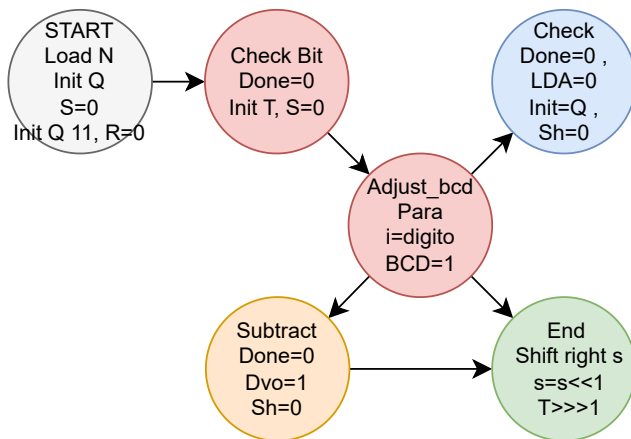 START
Load N
Init Q
S=0
Init Q 11, R=0
Check Bit
Done=0
Init T, S=0
Check
Done=0 ,
LDA=0
Init=Q ,
Sh=0
Adjust_bcd
Para
i=digito
BCD=1
Subtract
Done=0
Dvo=1
Sh=0
End
Shift right s
s=s<<1
T>>>1